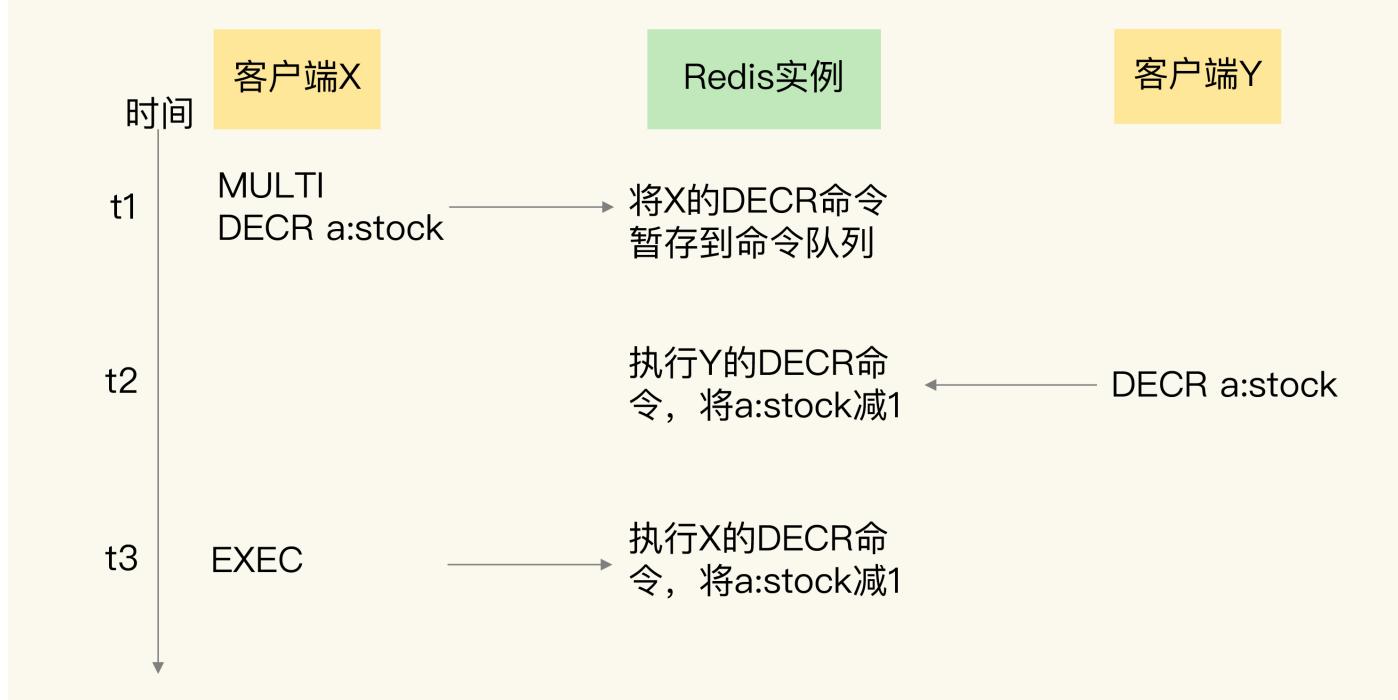 客户端X
Redis实例
客户端Y
时间
t1
MULTI
DECR a:stock
将X的DECR命令
暂存到命令队列
t2
执行Y的DECR命
令，将a:stock减1
DECR a:stock
t3
EXEC
执行X的DECR命
令，将a:stock减1